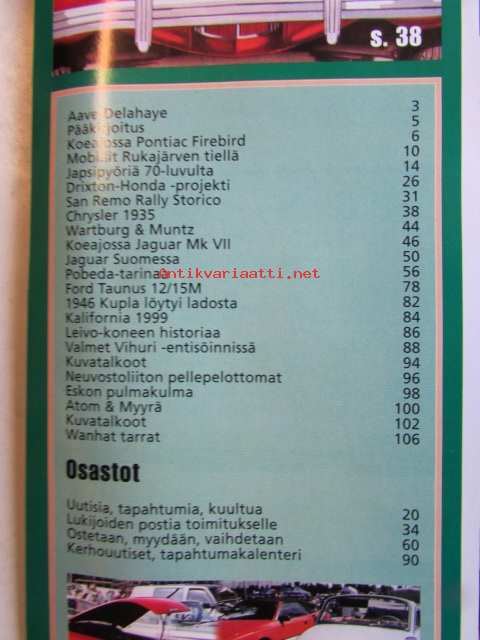 s. 38
Aave Delahaye 3
Pääkirjoitus 5
Koeajossa Pontiac Firebird 6
Mobilit Rukajärven tiellä 10
Japsipyöriä 70-luvulta 14
Drixton-Honda -projekti 26
San Remo Rally Storico 31
Chrysler 1935 38
Wartburg & Muntz 44
Koeajossa Jaguar Mk VII 46
Jaguar Suomessa 50
Pobeda-tarinaa 56
Antikvariaatti.net
Ford Taunus 12/15M 78
1946 Kupla löytyi ladosta 82
Kalifornia 1999 84
Leivo-koneen historiaa 86
Valmet Vihuri -entisöinnissä 88
Kuvatalkoot 94
Neuvostoliiton pellepelottomat 96
Eskon pulmakulma 98
Atom & Myyrä 100
Kuvatalkoot 102
Wanhat tarrat 106
Osastot
Uutisia, tapahtumia, kuultua 20
Lukijoiden postia toimitukselle 34
Ostetaan, myydään, vaihdetaan 60
Kerhouutiset, tapahtumakalenteri 90